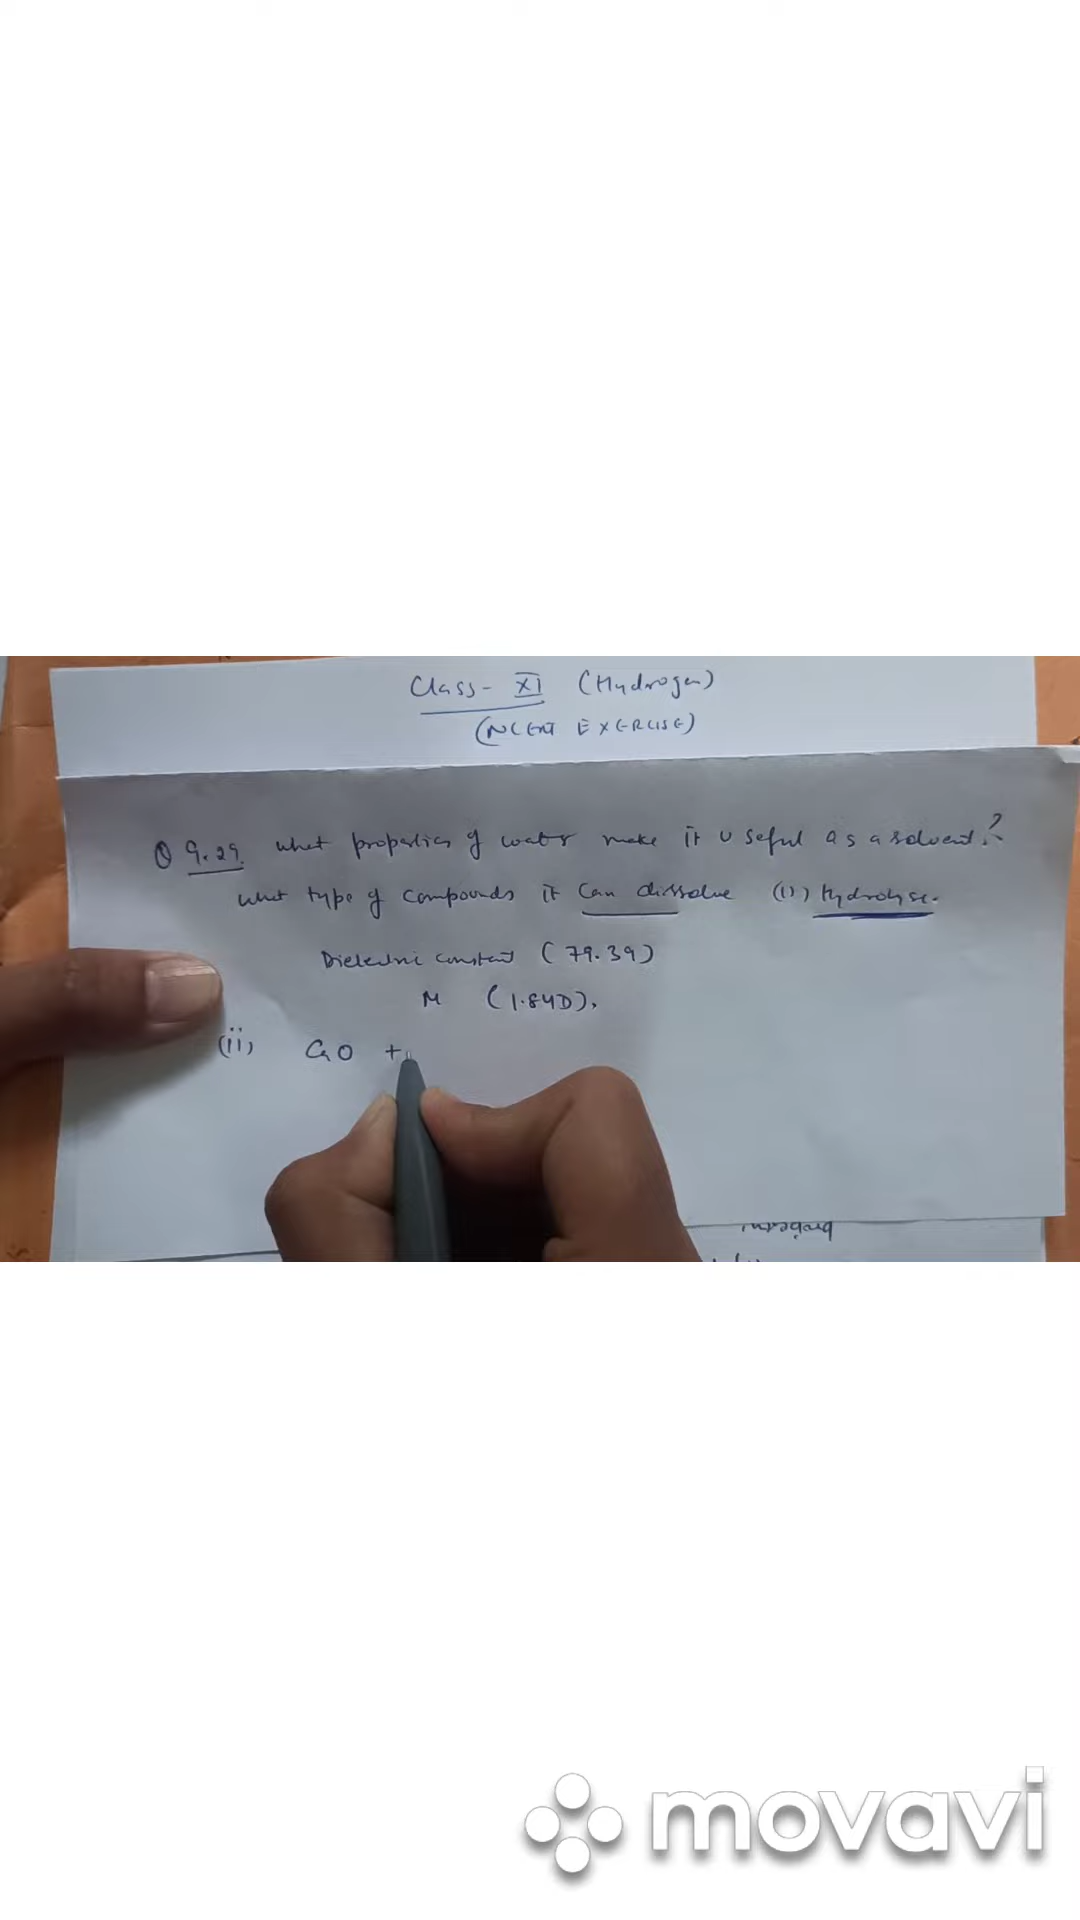 Class- XI (Hydrogen)
(NCERT EXERCISE)
Q 9.29. What properties of water make it useful as a solvent?
What type of compounds it can dissolve (i) Hydrolyse.
Dielectric constant (79.39)
M (1.84D).
(ii) CaO +
movavi